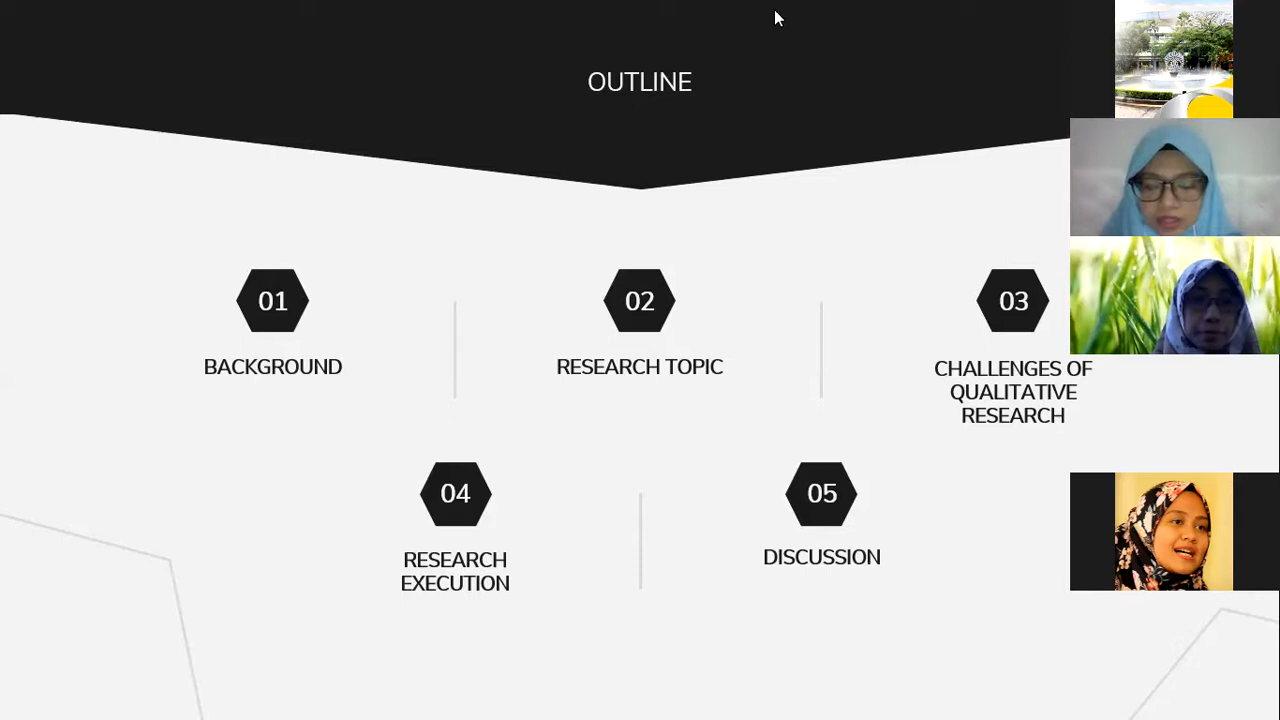 OUTLINE
01
BACKGROUND
02
RESEARCH TOPIC
03
CHALLENGES OF
QUALITATIVE
RESEARCH
04
RESEARCH
EXECUTION
05
DISCUSSION